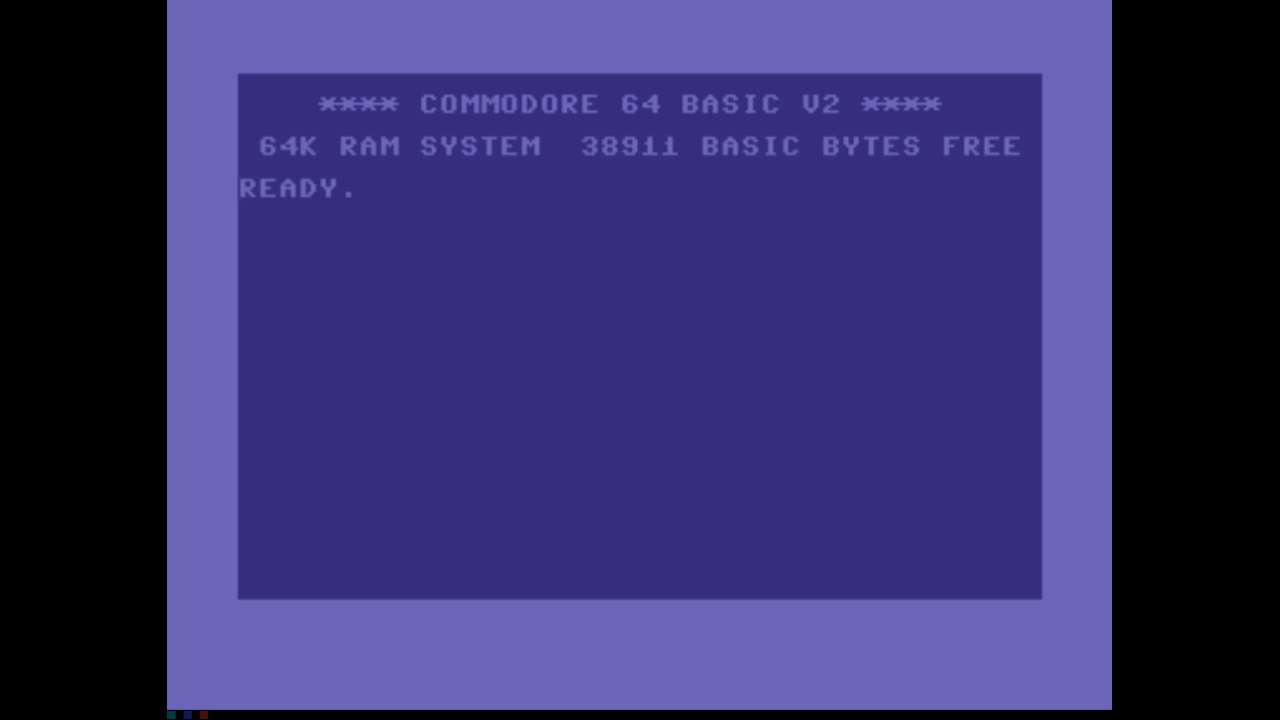 **** COMMODORE 64 BASIC V2 ****
64K RAM SYSTEM  38911 BASIC BYTES FREE
READY.